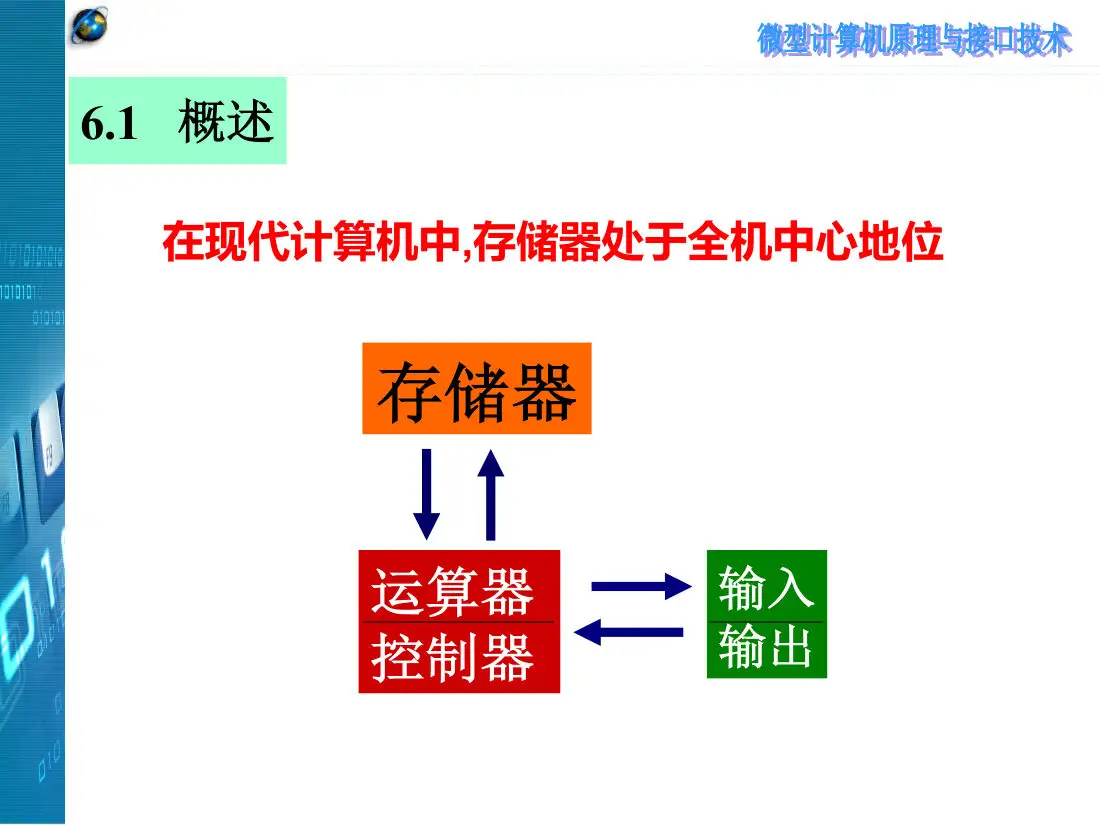 微型计算机原理与接口技术
6.1 概述
在现代计算机中,存储器处于全机中心地位
存储器
运算器
控制器
输入
输出